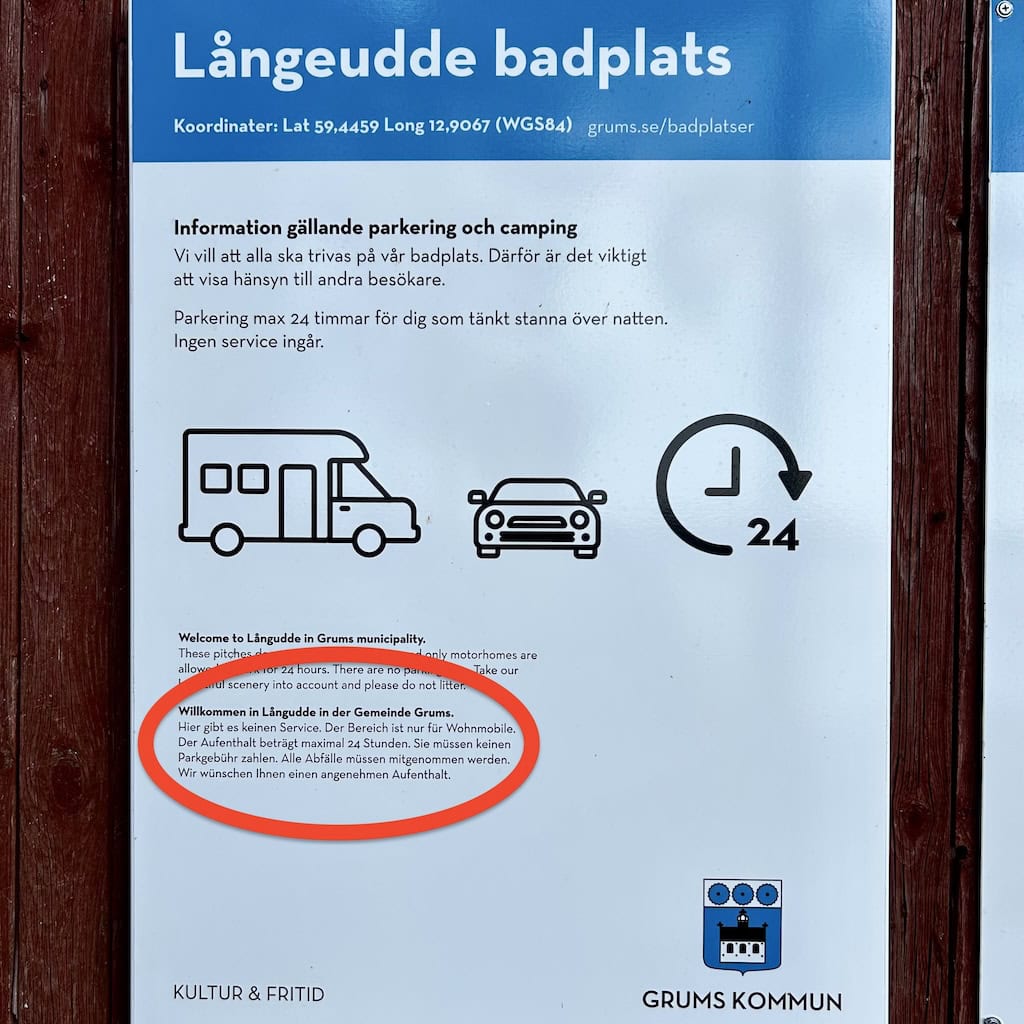 Långeudde badplats
Koordinater: Lat 59,4459 Long 12,9067 (WGS84) grums.se/badplatser
Information gällande parkering och camping
Vi vill att alla ska trivas på vår badplats. Därför är det viktigt
att visa hänsyn till andra besökare.
Parkering max 24 timmar för dig som tänkt stanna över natten.
Ingen service ingår.
24
Welcome to Långudde in Grums municipality.
These pitches only motorhomes are
for 24 hours. There are no Take our
scenery into account and please do not litter.
Willkommen in Långudde in der Gemeinde Grums.
Hier gibt es keinen Service. Der Bereich ist nur für Wohnmobile.
Der Aufenthalt beträgt maximal 24 Stunden. Sie müssen keinen
Parkgebühr zahlen. Alle Abfälle müssen mitgenommen werden.
Wir wünschen Ihnen einen angenehmen Aufenthalt.
KULTUR & FRITID
GRUMS KOMMUN